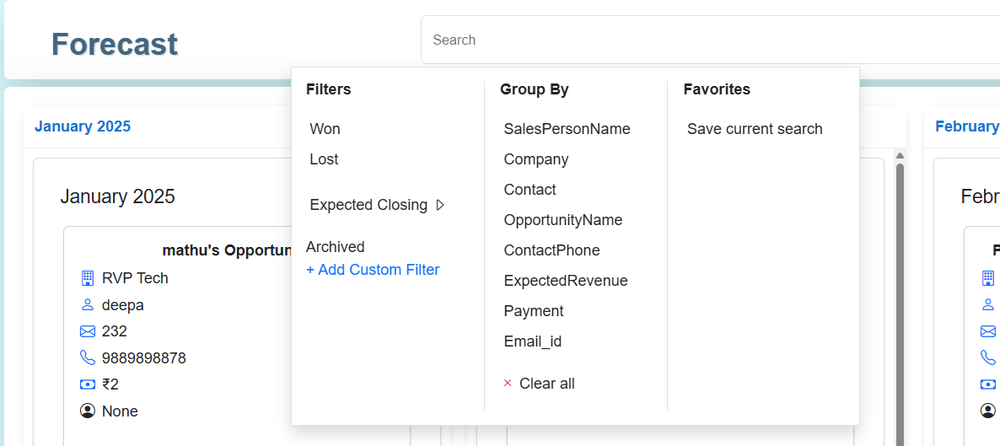 Forecast
Search
Filters
Won
Lost
Expected Closing
Archived
+ Add Custom Filter
Group By
SalesPersonName
Company
Contact
OpportunityName
ContactPhone
ExpectedRevenue
Payment
Email_id
Clear all
Favorites
Save current search
January 2025
January 2025
mathu's Opportun
RVP Tech
deepa
232
9889898878
₹2
None
February
Febr